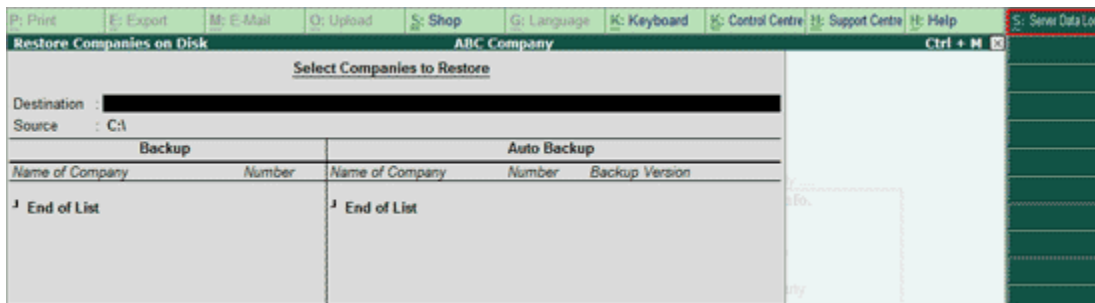 P: Print E: Export M: E-Mail O: Upload S: Shop G: Language K: Keyboard K: Control Centre H: Support Centre H: Help S: Server Data Loc
Restore Companies on Disk ABC Company Ctrl + M
Select Companies to Restore
Destination :
Source : C:\
Backup Auto Backup
Name of Company Number Name of Company Number Backup Version
End of List End of List